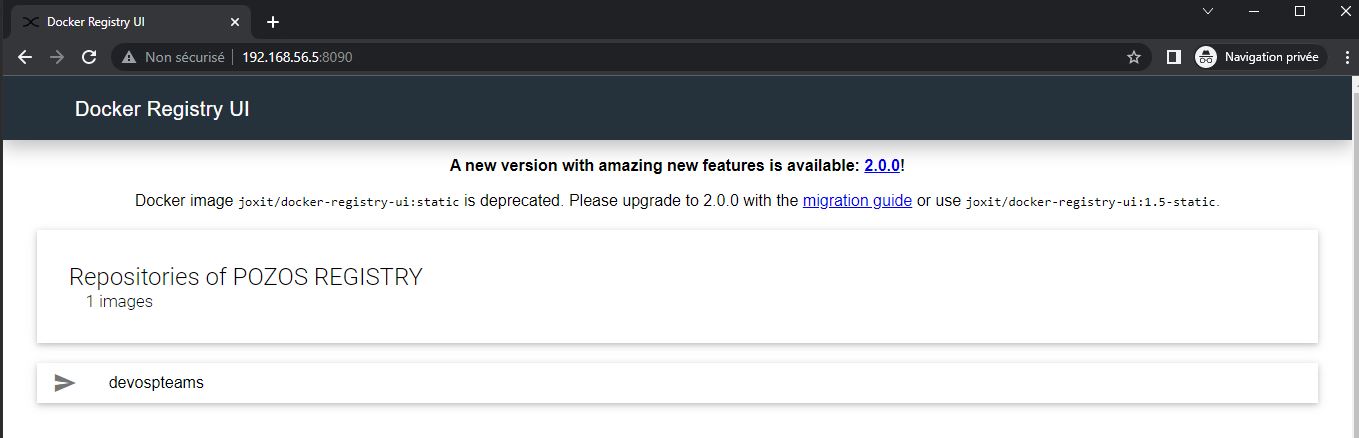 Docker Registry UI
Non sécurisé 192.168.56.5:8090
Navigation privée
Docker Registry UI
A new version with amazing new features is available: 2.0.0!
Docker image joxit/docker-registry-ui:static is deprecated. Please upgrade to 2.0.0 with the migration guide or use joxit/docker-registry-ui:1.5-static.
Repositories of POZOS REGISTRY
1 images
devospteams